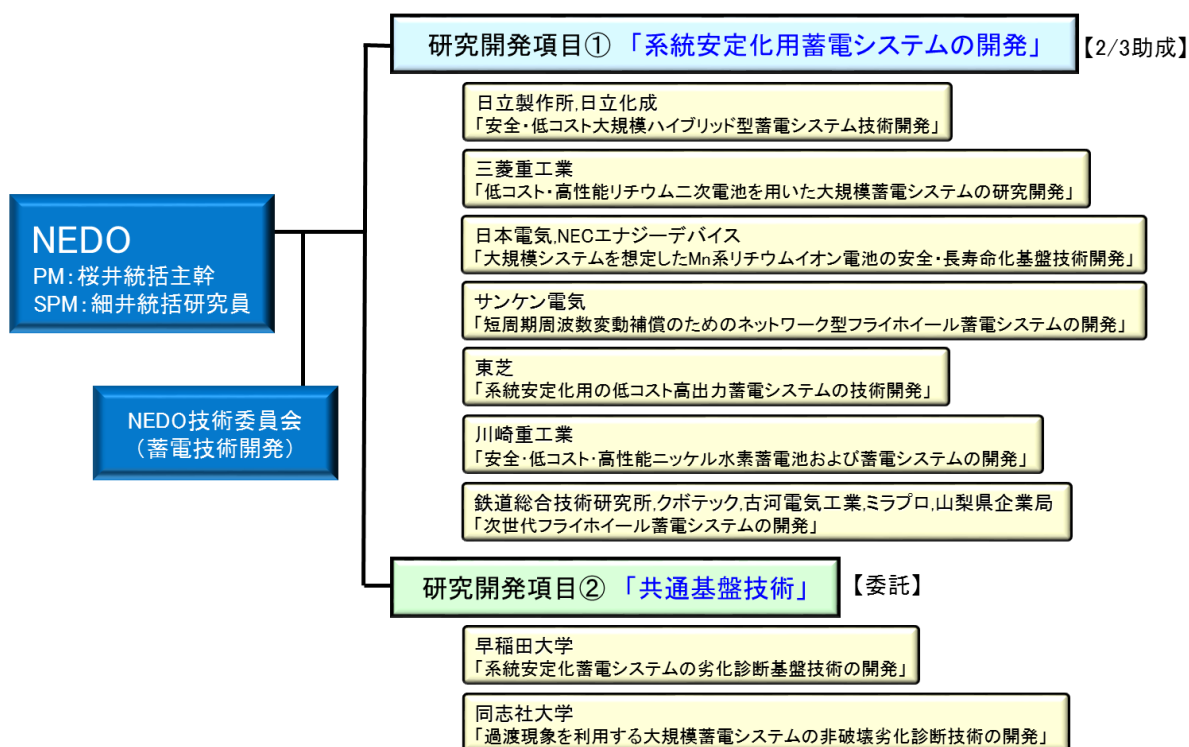 研究開発項目① 「系統安定化用蓄電システムの開発」 【2/3助成】
日立製作所,日立化成
「安全・低コスト大規模ハイブリッド型蓄電システム技術開発」
三菱重工業
「低コスト・高性能リチウム二次電池を用いた大規模蓄電システムの研究開発」
日本電気,NECエナジーデバイス
「大規模システムを想定したMn系リチウムイオン電池の安全・長寿命化基盤技術開発」
サンケン電気
「短周期周波数変動補償のためのネットワーク型フライホイール蓄電システムの開発」
東芝
「系統安定化用の低コスト高出力蓄電システムの技術開発」
川崎重工業
「安全・低コスト・高性能ニッケル水素蓄電池および蓄電システムの開発」
鉄道総合技術研究所,クボテック,古河電気工業,ミラプロ,山梨県企業局
「次世代フライホイール蓄電システムの開発」
NEDO
PM:桜井統括主幹
SPM:細井統括研究員
NEDO技術委員会
(蓄電技術開発)
研究開発項目② 「共通基盤技術」 【委託】
早稲田大学
「系統安定化蓄電システムの劣化診断基盤技術の開発」
同志社大学
「過渡現象を利用する大規模蓄電システムの非破壊劣化診断技術の開発」